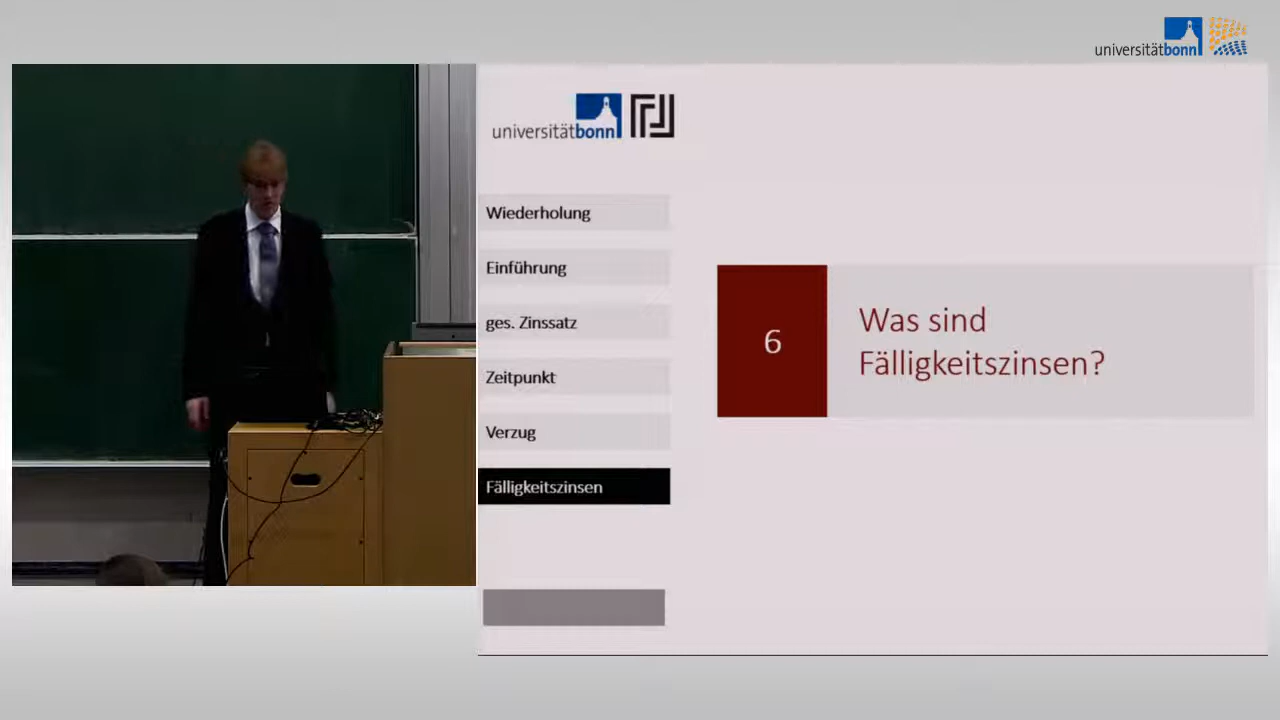 universitätbonn
universitätbonn
Wiederholung
Einführung
ges. Zinssatz
Zeitpunkt
Verzug
Fälligkeitszinsen
6
Was sind
Fälligkeitszinsen?